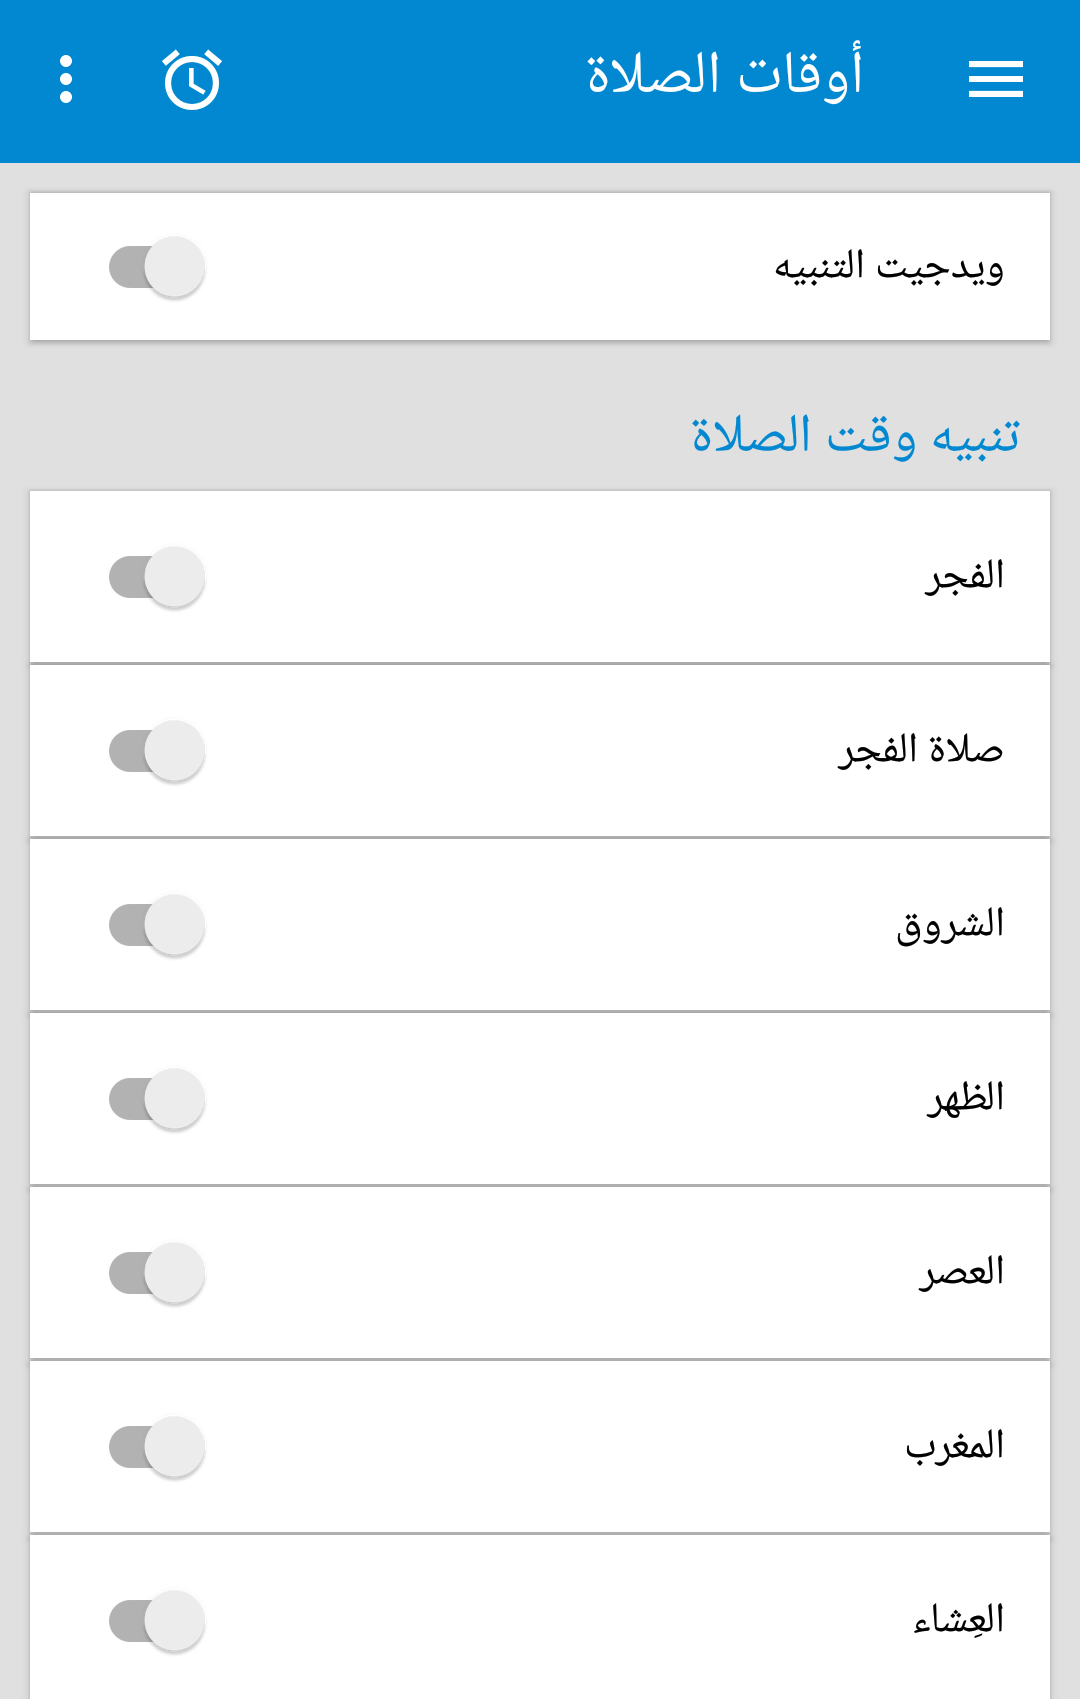 أوقات الصلاة
ويدجيت التنبيه
تنبيه وقت الصلاة
الفجر
صلاة الفجر
الشروق
الظهر
العصر
المغرب
العِشاء